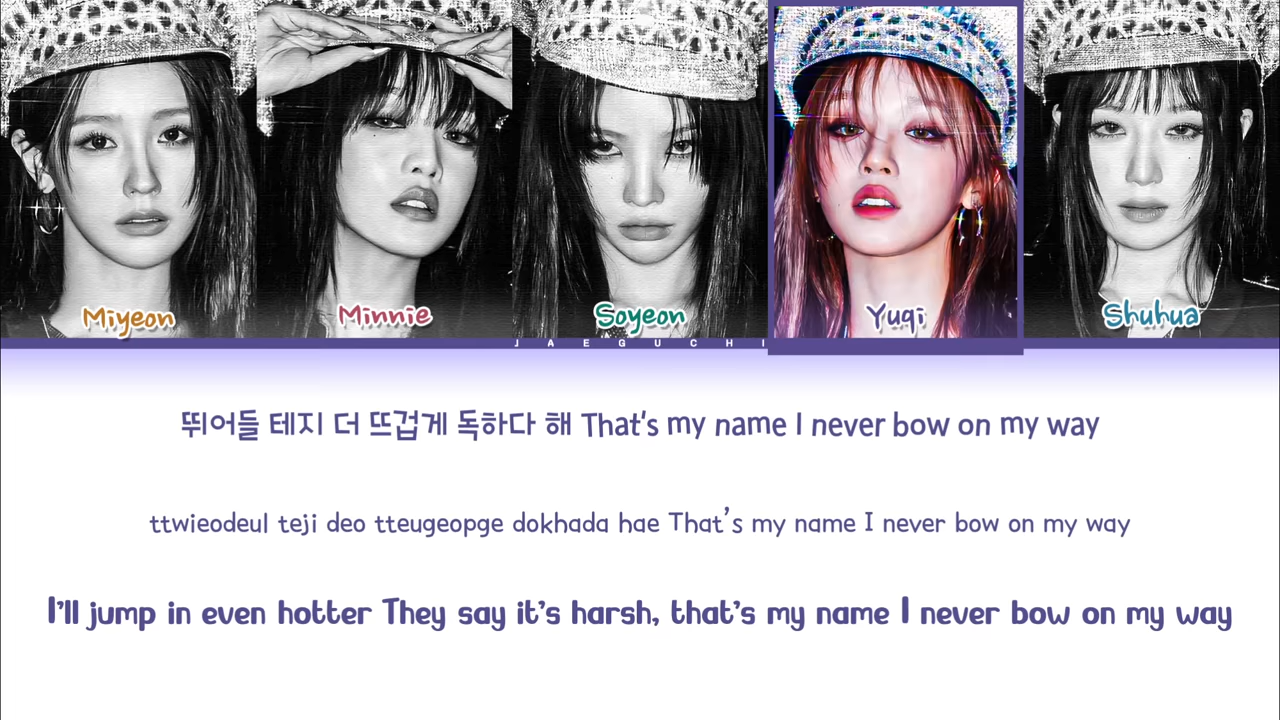 Miyeon
Minnie
Soyeon
Yuqi
Shuhua
JAEGUCHI
뛰어들 테지 더 뜨겁게 독하다 해 That's my name I never bow on my way
ttwieodeul teji deo tteugeopge dokhada hae That's my name I never bow on my way
I'll jump in even hotter They say it's harsh, that's my name I never bow on my way